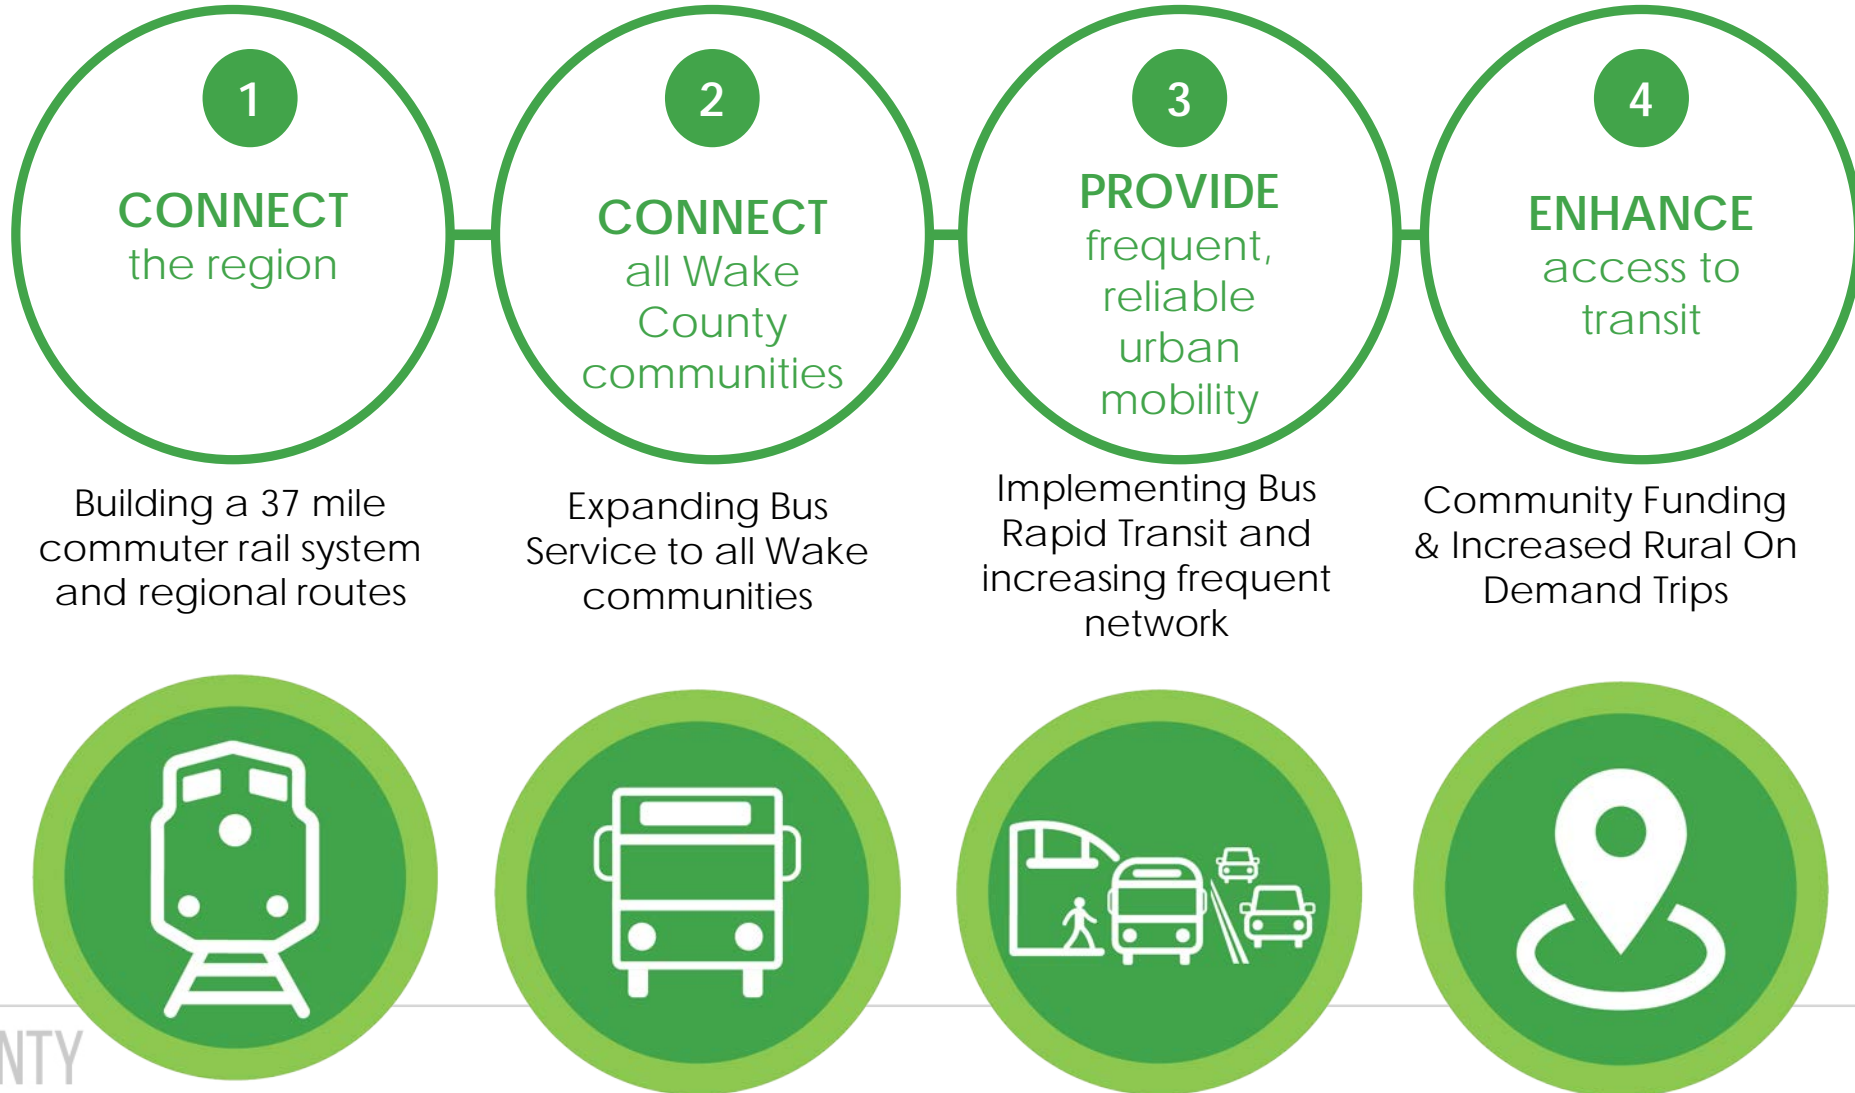 1
CONNECT
the region
Building a 37 mile
commuter rail system
and regional routes
2
CONNECT
all Wake
County
communities
Expanding Bus
Service to all Wake
communities
3
PROVIDE
frequent,
reliable
urban
mobility
Implementing Bus
Rapid Transit and
increasing frequent
network
4
ENHANCE
access to
transit
Community Funding
& Increased Rural On
Demand Trips
NTY